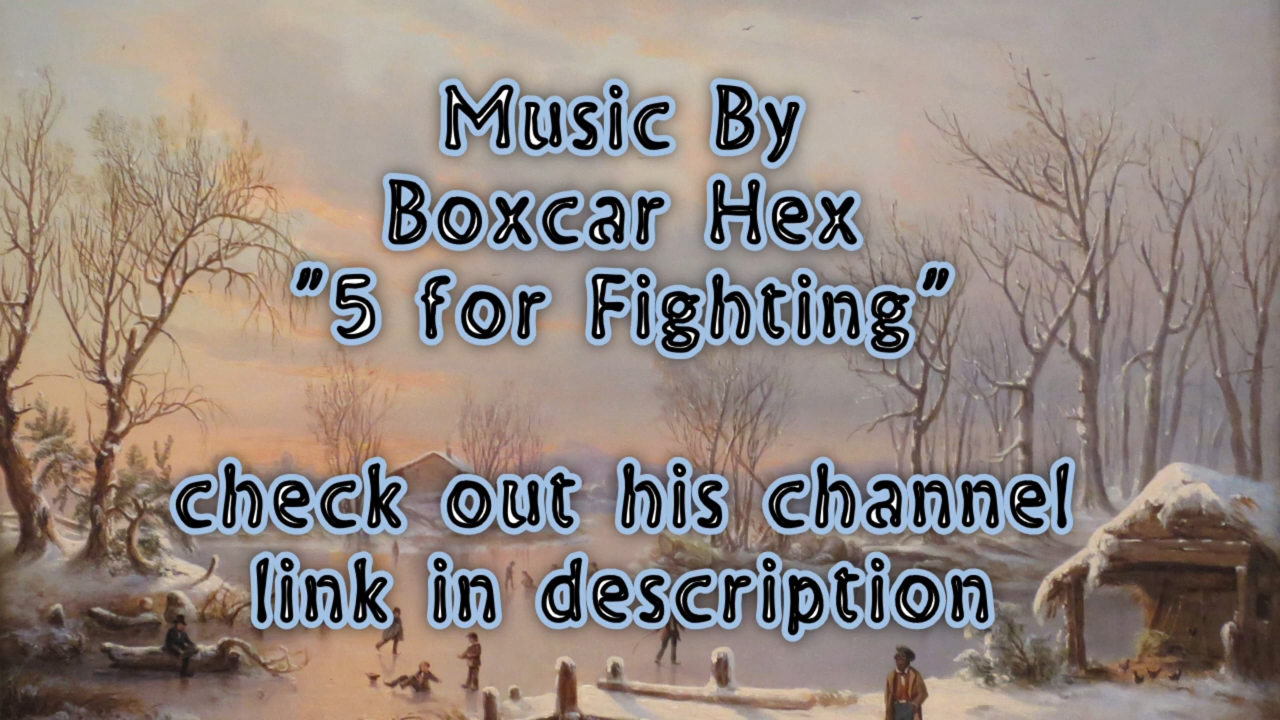 Music By
Boxcar Hex
"5 for Fighting"
check out his channel
link in description